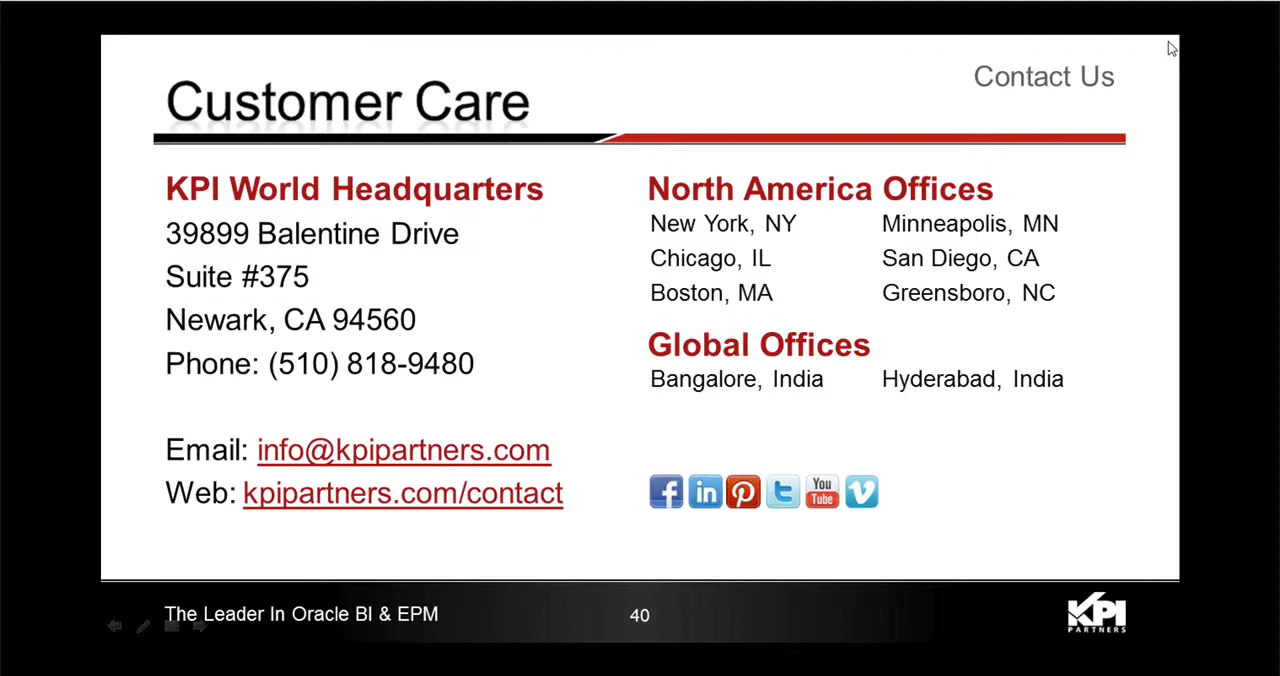 Contact Us
Customer Care
KPI World Headquarters
39899 Balentine Drive
Suite #375
Newark, CA 94560
Phone: (510) 818-9480
Email: info@kpipartners.com
Web: kpipartners.com/contact
North America Offices
New York, NY Minneapolis, MN
Chicago, IL San Diego, CA
Boston, MA Greensboro, NC
Global Offices
Bangalore, India Hyderabad, India
in You
Tube
The Leader In Oracle BI & EPM 40
KPI
PARTNERS